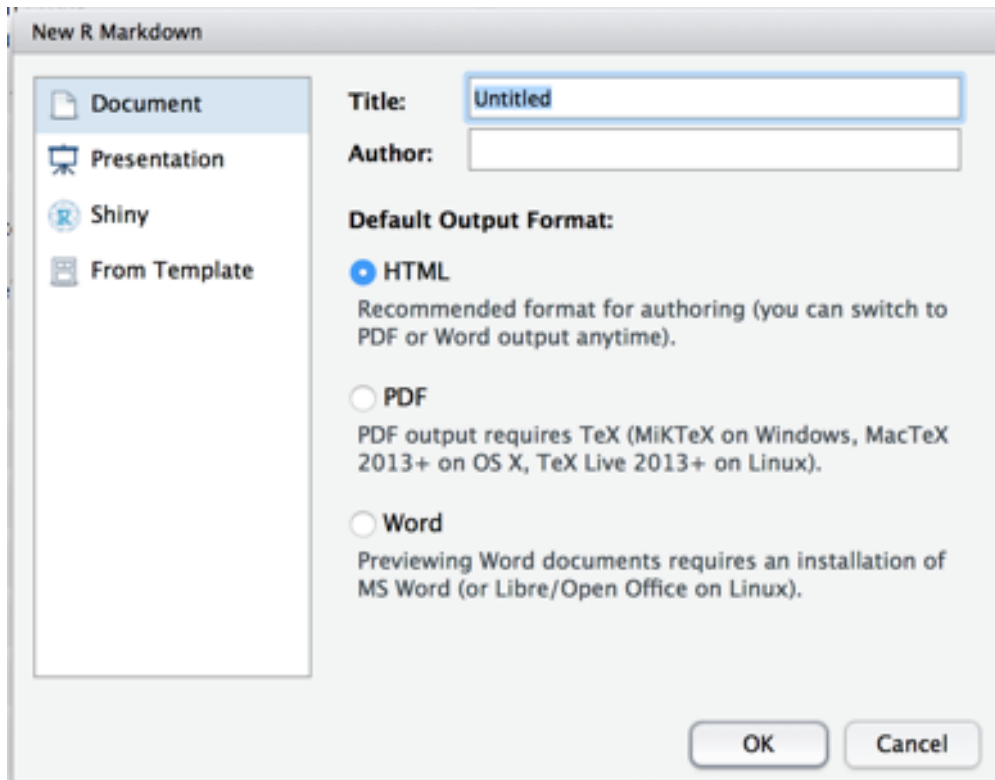 New R Markdown
Document
Presentation
Shiny
From Template
Title:
Untitled
Author:
Default Output Format:
HTML
Recommended format for authoring (you can switch to
PDF or Word output anytime).
PDF
PDF output requires TeX (MiKTeX on Windows, MacTeX
2013+ on OS X, TeX Live 2013+ on Linux).
Word
Previewing Word documents requires an installation of
MS Word (or Libre/Open Office on Linux).
OK
Cancel